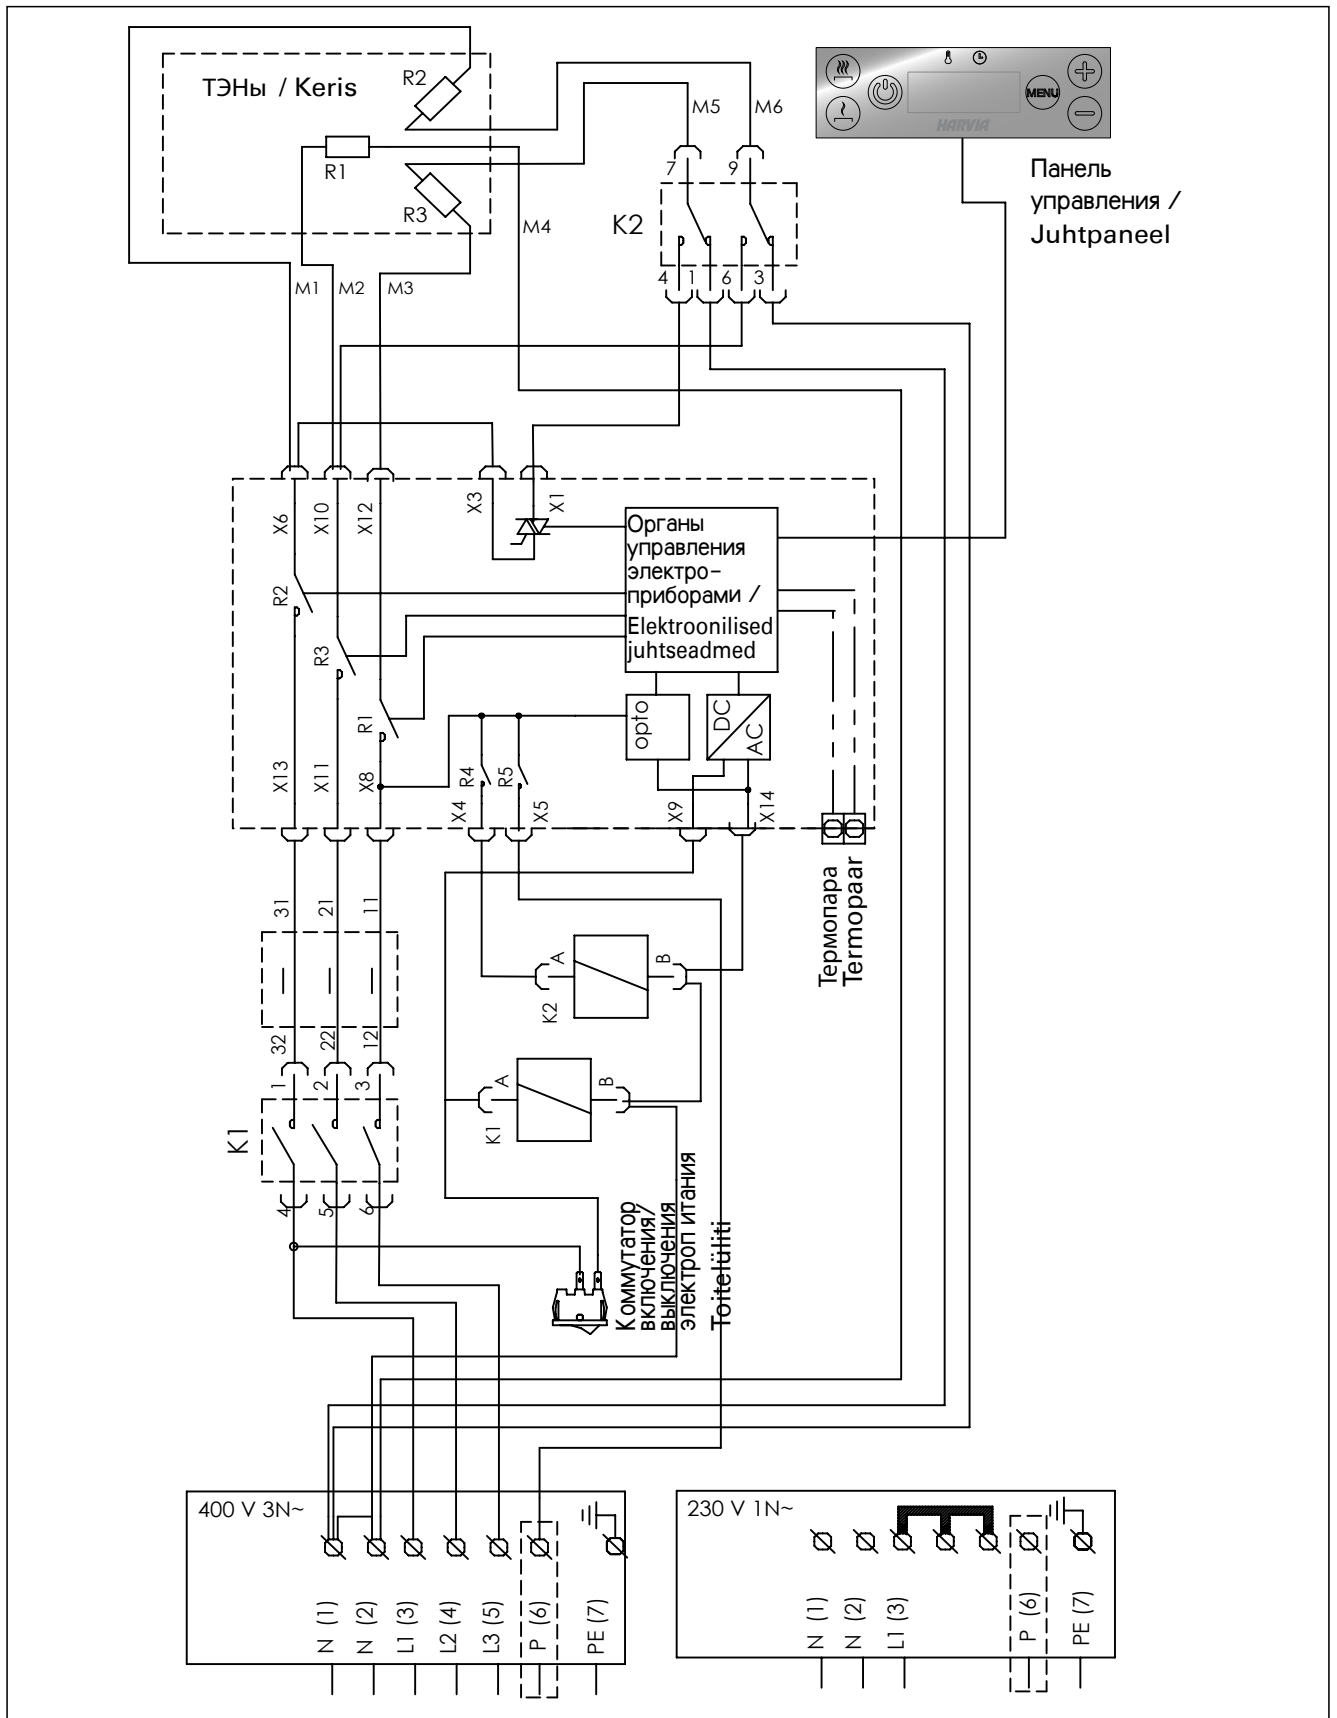 ТЭНы / Keris
R2
R1
R3
M5
M6
M4
M1
M2
M3
7
9
K2
4
1
6
3
MENU
HARVIA
Панель
управления /
Juhtpaneel
X6
X10
X12
X3
X1
R2
R3
R1
Органы
управления
электро-
приборами /
Elektroonilised
juhtseadmed
opto
DC
AC
R4
R5
X13
X11
X8
X4
X5
X9
X14
Термопара
Termopaar
31
21
11
32
22
12
A
B
K2
A
B
K1
1
2
3
K1
4
5
6
Коммутатор
включения/
выключения
электроп итания
Toitelüliti
400 V 3N~
N (1)
N (2)
L1 (3)
L2 (4)
L3 (5)
P (6)
PE (7)
230 V 1N~
N (1)
N (2)
L1 (3)
P (6)
PE (7)